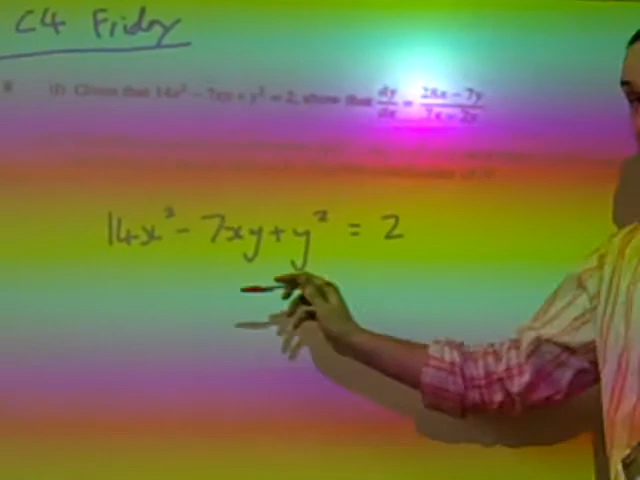 C4 Friday
8 (i) Given that 14x² − 7xy + y² = 2, show that dy/dx = (28x − 7y)/(7x − 2y)
14x² - 7xy + y² = 2